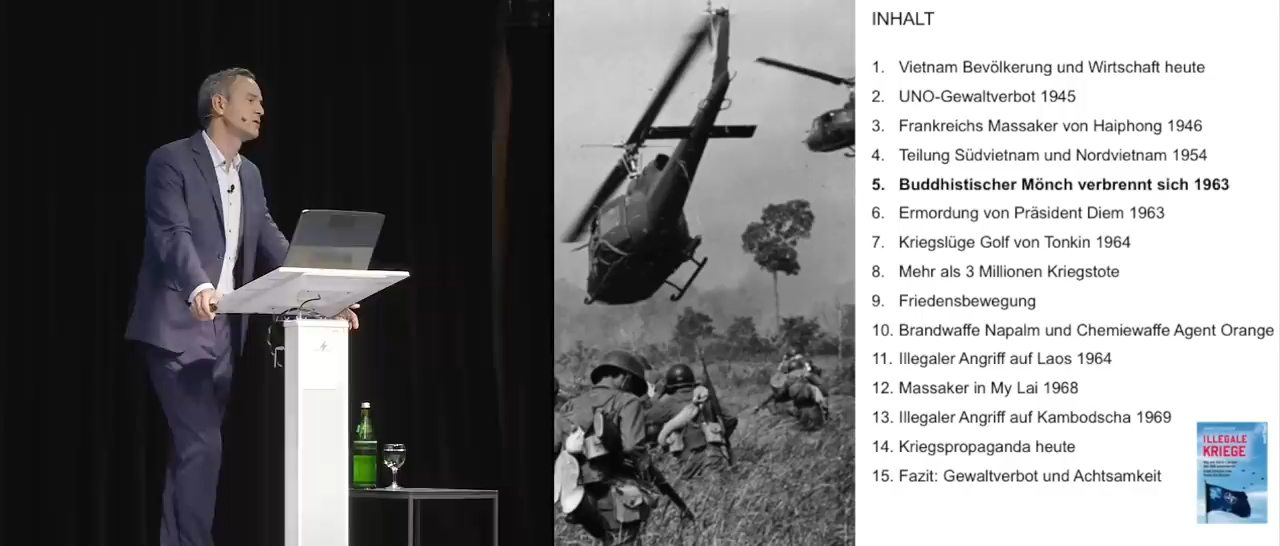 INHALT
1. Vietnam Bevölkerung und Wirtschaft heute
2. UNO-Gewaltverbot 1945
3. Frankreichs Massaker von Haiphong 1946
4. Teilung Südvietnam und Nordvietnam 1954
5. Buddhistischer Mönch verbrennt sich 1963
6. Ermordung von Präsident Diem 1963
7. Kriegslüge Golf von Tonkin 1964
8. Mehr als 3 Millionen Kriegstote
9. Friedensbewegung
10. Brandwaffe Napalm und Chemiewaffe Agent Orange
11. Illegaler Angriff auf Laos 1964
12. Massaker in My Lai 1968
13. Illegaler Angriff auf Kambodscha 1969
14. Kriegspropaganda heute
15. Fazit: Gewaltverbot und Achtsamkeit
ILLEGALE
KRIEGE